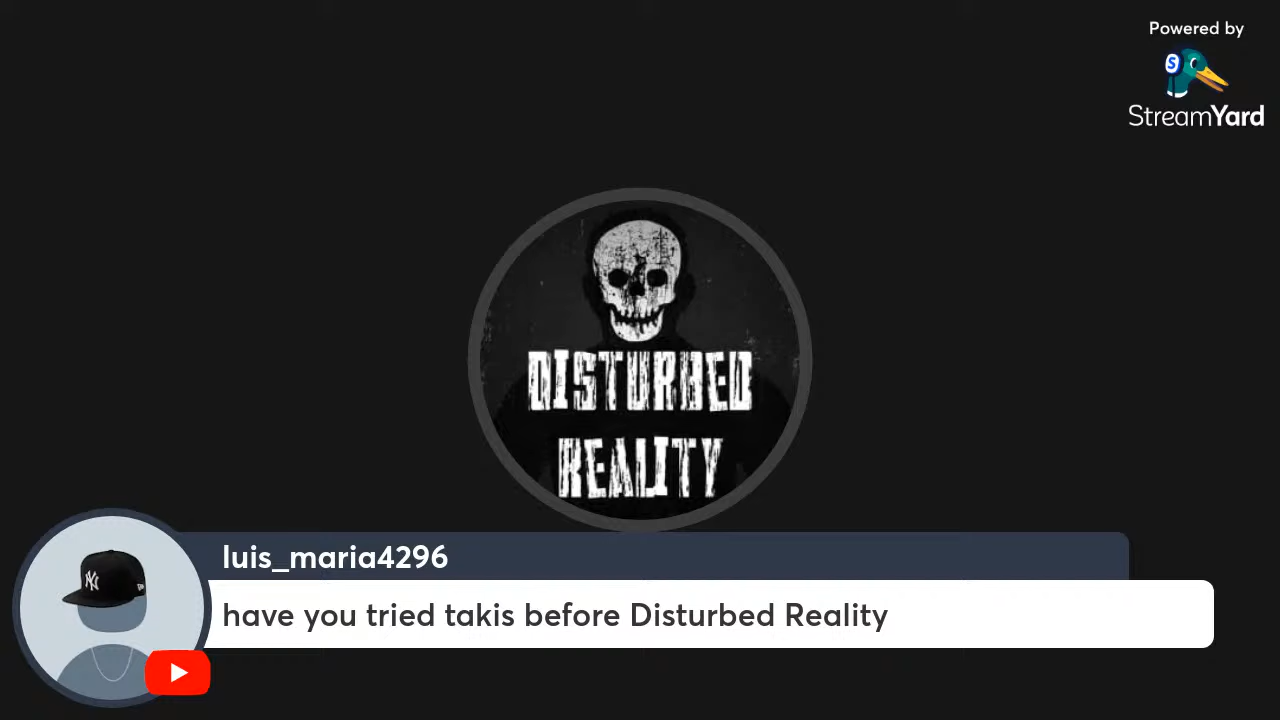 Powered by
StreamYard
DISTURBED
REALITY
luis_maria4296
have you tried takis before Disturbed Reality